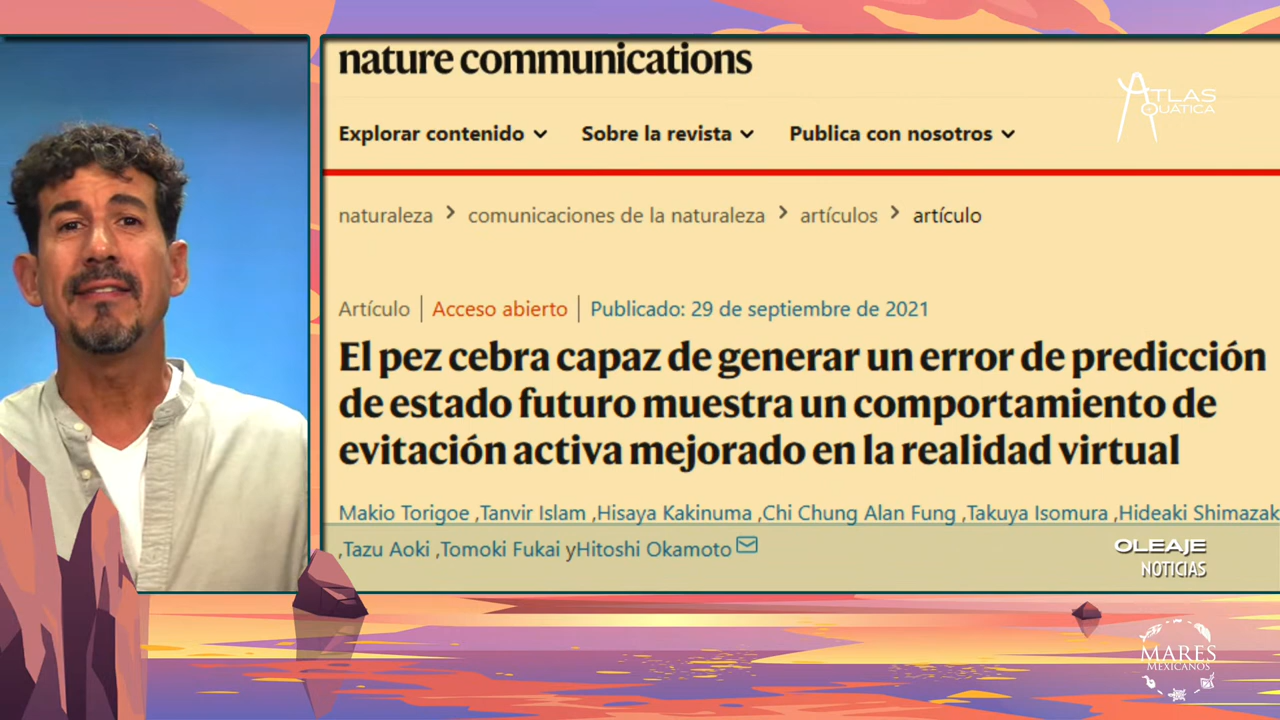 nature communications
ATLAS
AQUÁTICA
Explorar contenido Sobre la revista Publica con nosotros
naturaleza > comunicaciones de la naturaleza > artículos > artículo
Artículo | Acceso abierto | Publicado: 29 de septiembre de 2021
El pez cebra capaz de generar un error de predicción
de estado futuro muestra un comportamiento de
evitación activa mejorado en la realidad virtual
Makio Torigoe ,Tanvir Islam ,Hisaya Kakinuma ,Chi Chung Alan Fung ,Takuya Isomura ,Hideaki Shimazak
,Tazu Aoki ,Tomoki Fukai yHitoshi Okamoto
OLEAJE
NOTICIAS
MARES
MEXICANOS